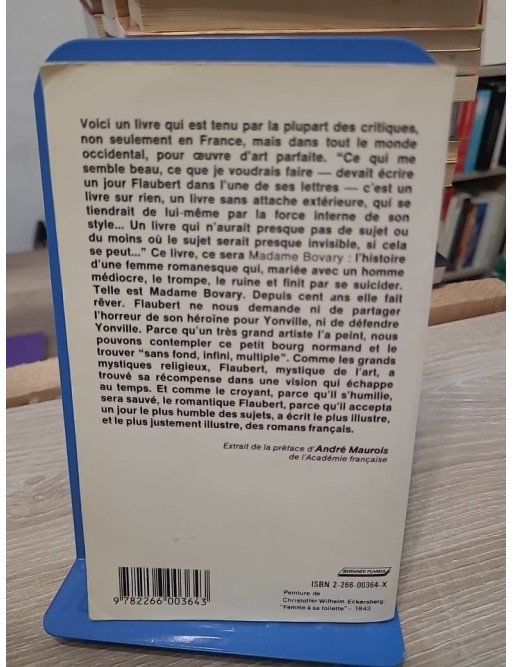 Voici un livre qui est tenu par la plupart des critiques,
non seulement en France, mais dans tout le monde
occidental, pour œuvre d'art parfaite. "Ce qui me
semble beau, ce que je voudrais faire — devait écrire
un jour Flaubert dans l'une de ses lettres — c'est un
livre sur rien, un livre sans attache extérieure, qui se
tiendrait de lui-même par la force interne de son
style... Un livre qui n'aurait presque pas de sujet ou
du moins où le sujet serait presque invisible, si cela
se peut..." Ce livre, ce sera Madame Bovary : l'histoire
d'une femme romanesque qui, mariée avec un homme
médiocre, le trompe, le ruine et finit par se suicider.
Telle est Madame Bovary. Depuis cent ans elle fait
rêver. Flaubert ne nous demande ni de partager
l'horreur de son héroïne pour Yonville, ni de défendre
Yonville. Parce qu'un très grand artiste l'a peint, nous
pouvons contempler ce petit bourg normand et le
trouver "sans fond, infini, multiple". Comme les grands
mystiques religieux, Flaubert, mystique de l'art, a
trouvé sa récompense dans une vision qui échappe
au temps. Et comme le croyant, parce qu'il s'humilie,
sera sauvé, le romantique Flaubert, parce qu'il accepta
un jour le plus humble des sujets, a écrit le plus illustre,
et le plus justement illustre, des romans français.
Extrait de la préface d'André Maurois
de l'Académie française
ISBN 2-266-00364-X
9 782266 003643
Peinture de
Christoffer Wilhelm Eckersberg :
"Femme à sa toilette" - 1843